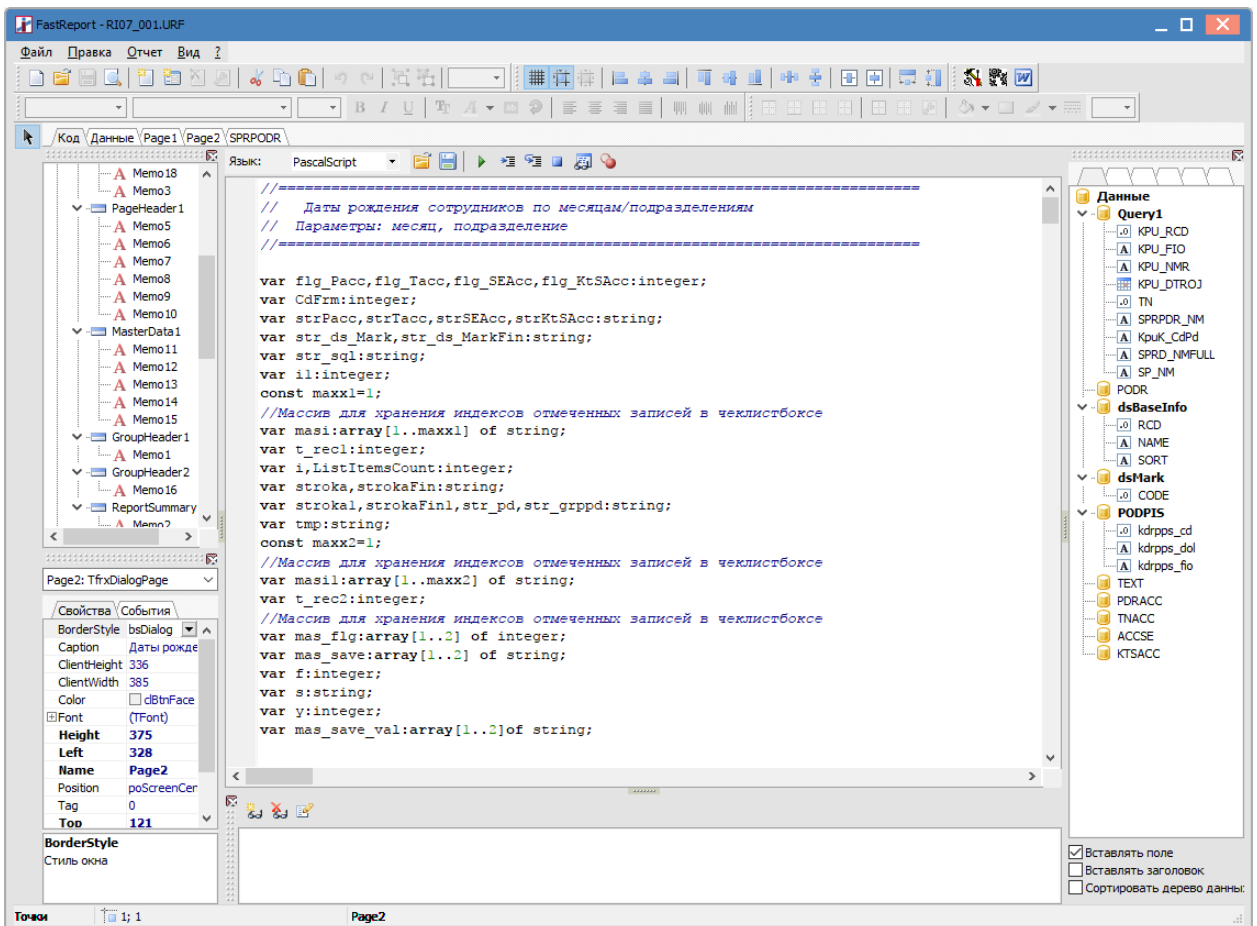 FastReport - RI07_001.URF
Файл Правка Отчет Вид ?
Код Данные Page1 Page2 SPRPODR
Memo18
Memo3
PageHeader1
Memo5
Memo6
Memo7
Memo8
Memo9
Memo10
MasterData1
Memo11
Memo12
Memo13
Memo14
Memo15
GroupHeader1
Memo1
GroupHeader2
Memo16
ReportSummary
Memo2
Page2: TfrxDialogPage
Свойства События
BorderStyle bsDialog
Caption Даты рожде
ClientHeight 336
ClientWidth 385
Color clBtnFace
Font (TFont)
Height 375
Left 328
Name Page2
Position poScreenCer
Tag 0
Top 121
BorderStyle
Стиль окна
Язык: PascalScript
//=========================================================================
// Даты рождения сотрудников по месяцам/подразделениям
// Параметры: месяц, подразделение
//=========================================================================
var flg_Pacc,flg_Tacc,flg_SEAcc,flg_KtSAcc:integer;
var CdFrm:integer;
var strPacc,strTacc,strSEAcc,strKtSAcc:string;
var str_ds_Mark,str_ds_MarkFin:string;
var str_sql:string;
var i1:integer;
const maxx1=1;
//Массив для хранения индексов отмеченных записей в чеклистбоксе
var masi:array[1..maxx1] of string;
var t_rec1:integer;
var i,ListItemsCount:integer;
var stroka,strokaFin:string;
var stroka1,strokaFin1,str_pd,str_grppd:string;
var tmp:string;
const maxx2=1;
//Массив для хранения индексов отмеченных записей в чеклистбоксе
var masi1:array[1..maxx2] of string;
var t_rec2:integer;
//Массив для хранения индексов отмеченных записей в чеклистбоксе
var mas_flg:array[1..2] of integer;
var mas_save:array[1..2] of string;
var f:integer;
var s:string;
var y:integer;
var mas_save_val:array[1..2]of string;
Данные
Query1
KPU_RCD
KPU_FIO
KPU_NMR
KPU_DTROJ
TN
SPRPDR_NM
KpuK_CdPd
SPRD_NMFULL
SP_NM
PODR
dsBaseInfo
RCD
NAME
SORT
dsMark
CODE
PODPIS
kdrpps_cd
kdrpps_dol
kdrpps_fio
TEXT
PDRACC
TNACC
ACCSE
KTSACC
Вставлять поле
Вставлять заголовок
Сортировать дерево данны:
Точки 1; 1 Page2